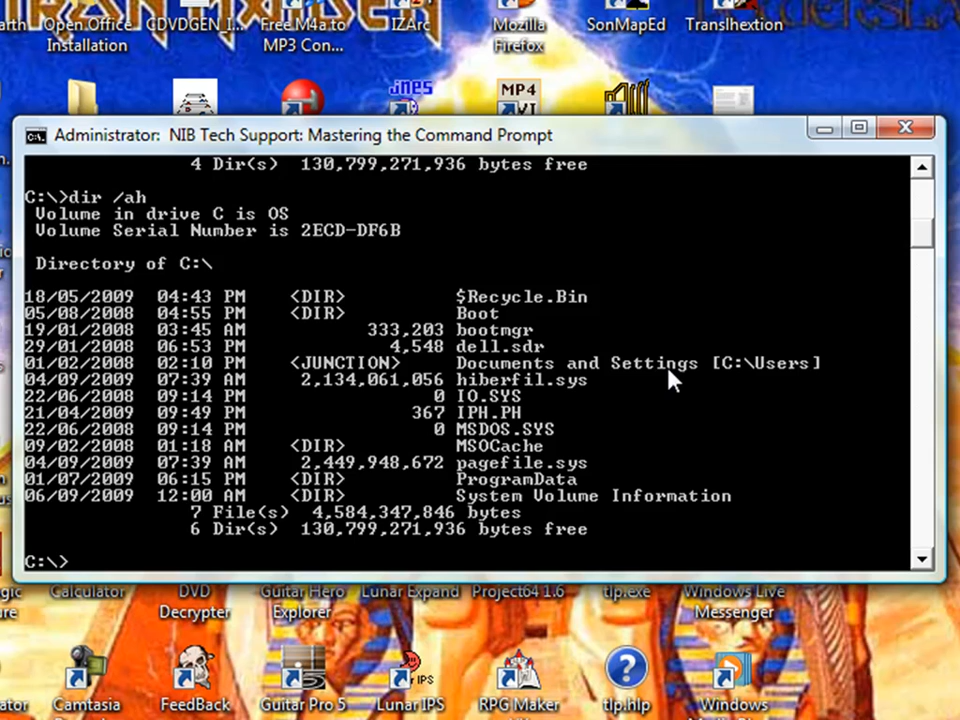 IRON MAIDEN
Open Office Installation
CDVDGEN_I...
Free M4a to MP3 Con...
IZArc
Mozilla Firefox
SonMapEd
Translhextion
jnes
MP4
Administrator:  NIB Tech Support: Mastering the Command Prompt
4 Dir(s)  130,799,271,936 bytes free
C:\>dir /ah
Volume in drive C is OS
Volume Serial Number is 2ECD-DF6B
Directory of C:\
18/05/2009  04:43 PM    <DIR>          $Recycle.Bin
05/08/2008  04:55 PM    <DIR>          Boot
19/01/2008  03:45 AM           333,203 bootmgr
29/01/2008  06:53 PM             4,548 dell.sdr
01/02/2008  02:10 PM    <JUNCTION>     Documents and Settings [C:\Users]
04/09/2009  07:39 AM     2,134,061,056 hiberfil.sys
22/06/2008  09:14 PM                 0 IO.SYS
21/04/2009  09:49 PM               367 IPH.PH
22/06/2008  09:14 PM                 0 MSDOS.SYS
09/02/2008  01:18 AM    <DIR>          MSOCache
04/09/2009  07:39 AM     2,449,948,672 pagefile.sys
01/07/2009  06:15 PM    <DIR>          ProgramData
06/09/2009  12:00 AM    <DIR>          System Volume Information
7 File(s)  4,584,347,846 bytes
6 Dir(s)  130,799,271,936 bytes free
C:\>
Calculator
DVD Decrypter
Guitar Hero Explorer
Lunar Expand
Project64 1.6
tlp.exe
Windows Live Messenger
Camtasia
FeedBack
Guitar Pro 5
Lunar IPS
RPG Maker
tlp.hlp
Windows